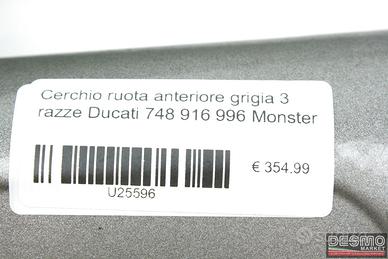 Cerchio ruota anteriore grigia 3
razze Ducati 748 916 996 Monster
€ 354.99
U25596
DESMO
MARKET